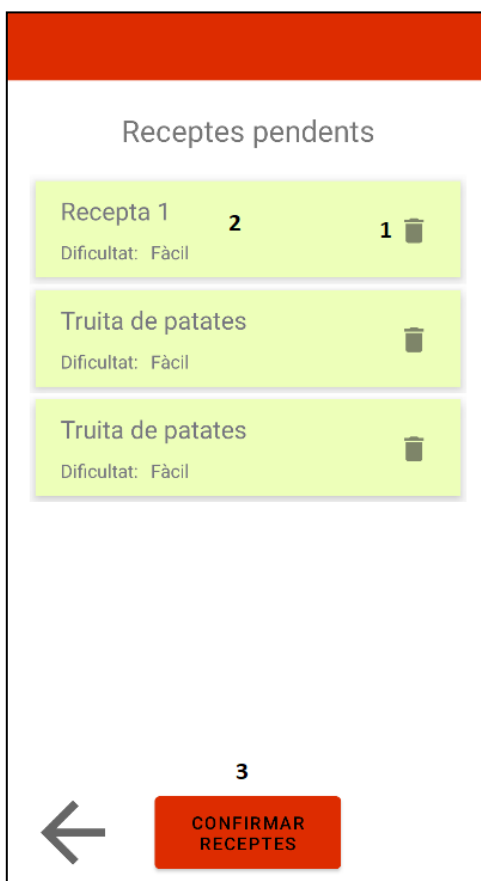 Receptes pendents
Recepta 1
2
1
Dificultat: Fàcil
Truita de patates
Dificultat: Fàcil
Truita de patates
Dificultat: Fàcil
3
CONFIRMAR
RECEPTES